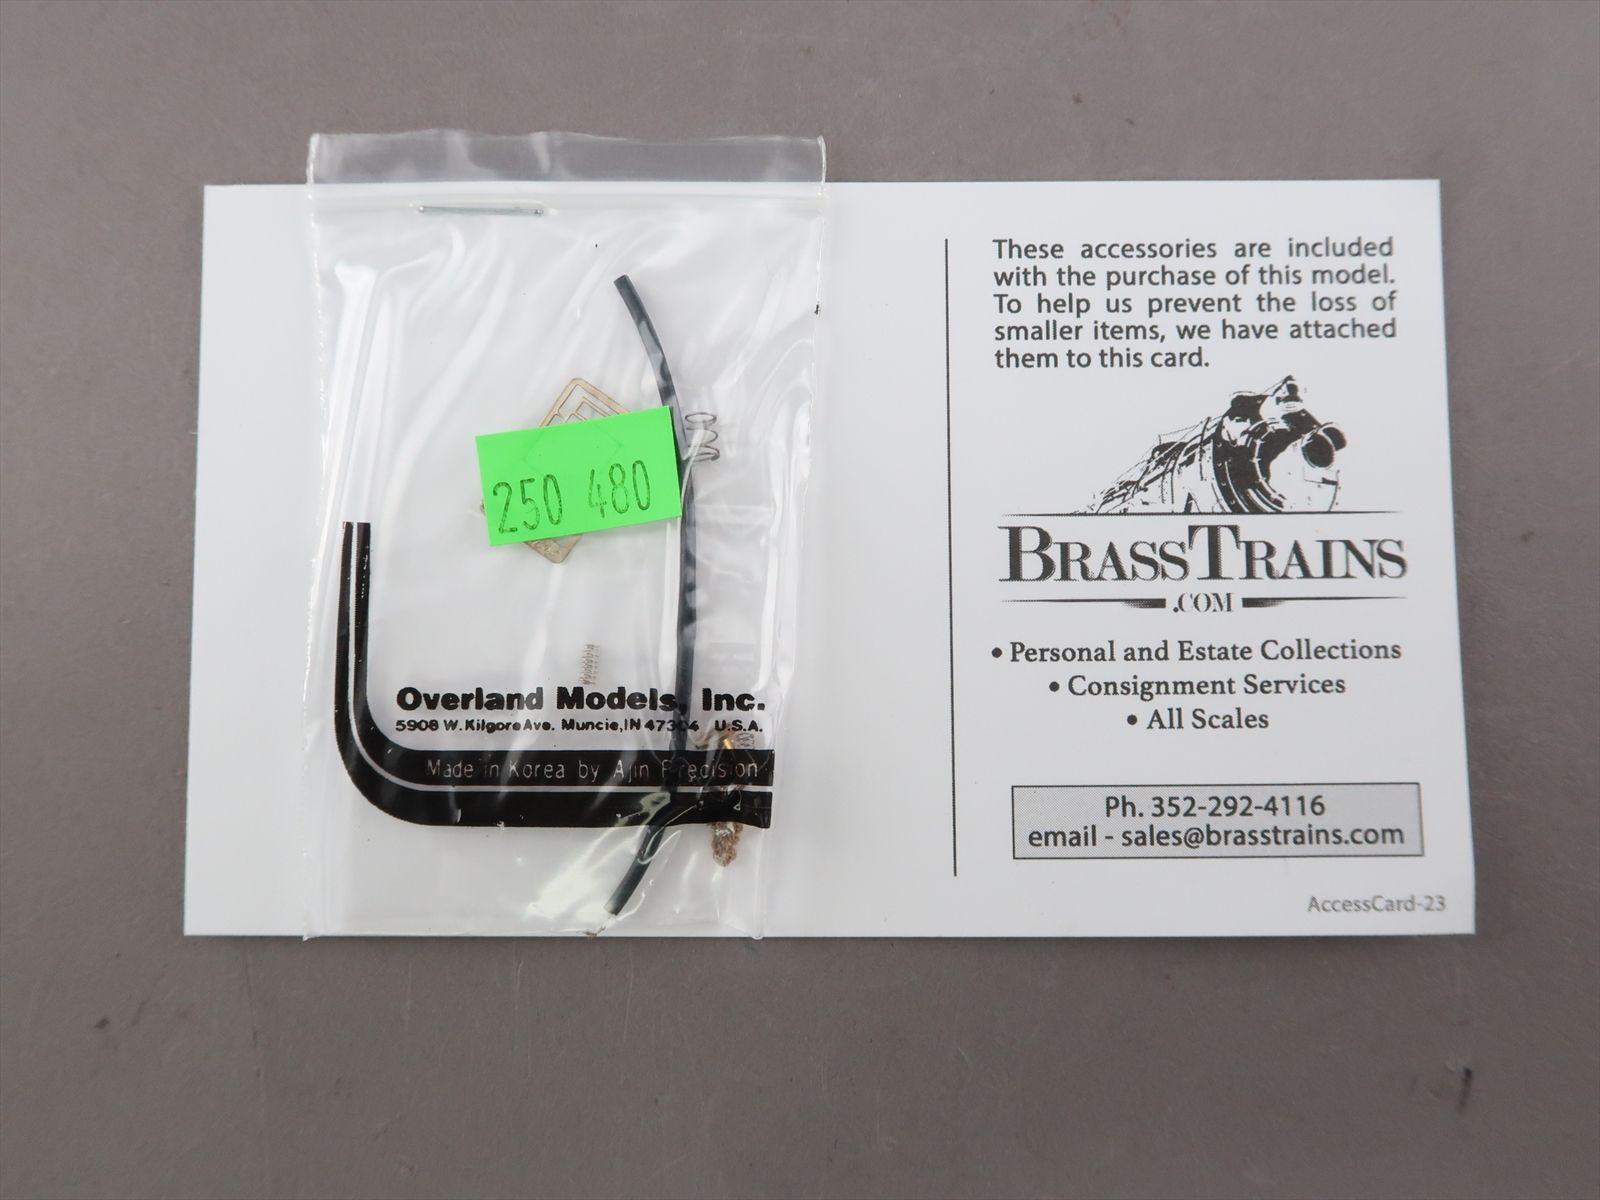 250 480
Overland Models, Inc.
5908 W. Kilgore Ave. Muncie, IN 47304 U.S.A.
Made in Korea by Ajin Precision
These accessories are included
with the purchase of this model.
To help us prevent the loss of
smaller items, we have attached
them to this card.
BRASSTRAINS
.COM
• Personal and Estate Collections
• Consignment Services
• All Scales
Ph. 352-292-4116
email - sales@brasstrains.com
AccessCard-23